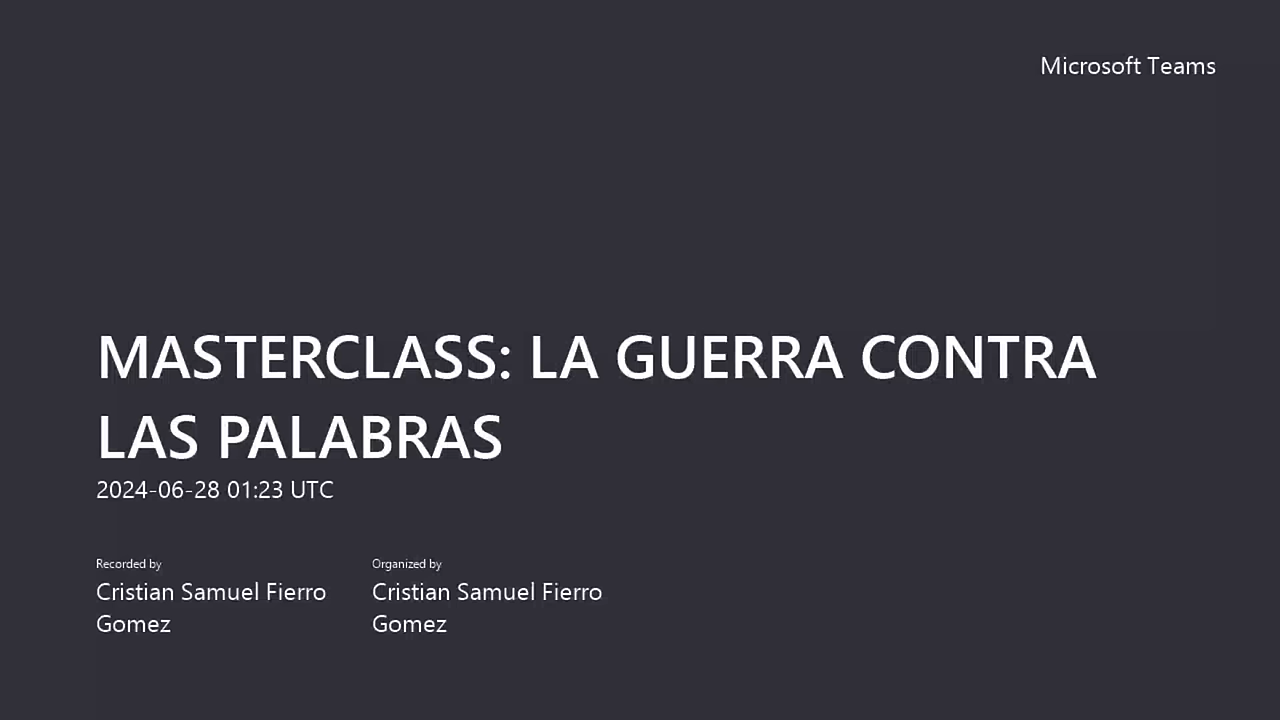 Microsoft Teams
MASTERCLASS: LA GUERRA CONTRA
LAS PALABRAS
2024-06-28 01:23 UTC
Recorded by
Cristian Samuel Fierro
Gomez
Organized by
Cristian Samuel Fierro
Gomez